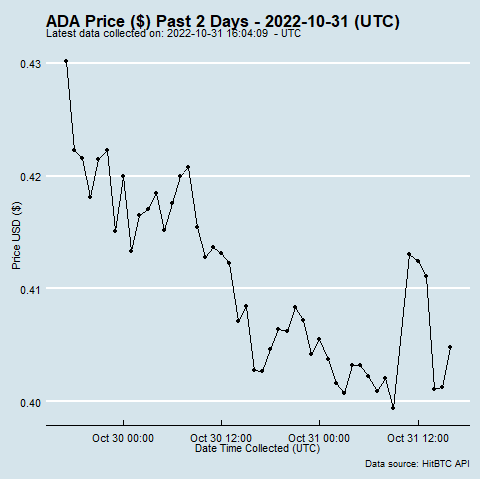 ADA Price ($) Past 2 Days - 2022-10-31 (UTC)
Latest data collected on: 2022-10-31 16:04:09 - UTC
0.43
0.42
0.41
0.40
Price USD ($)
Oct 30 00:00
Oct 30 12:00
Oct 31 00:00
Oct 31 12:00
Date Time Collected (UTC)
Data source: HitBTC API